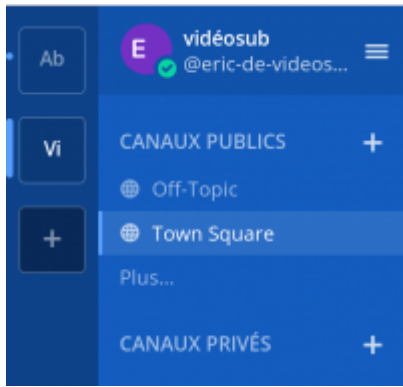 Ab
Vi
+
E
vidéosub
@eric-de-videos...
CANAUX PUBLICS +
Off-Topic
Town Square
Plus...
CANAUX PRIVÉS +